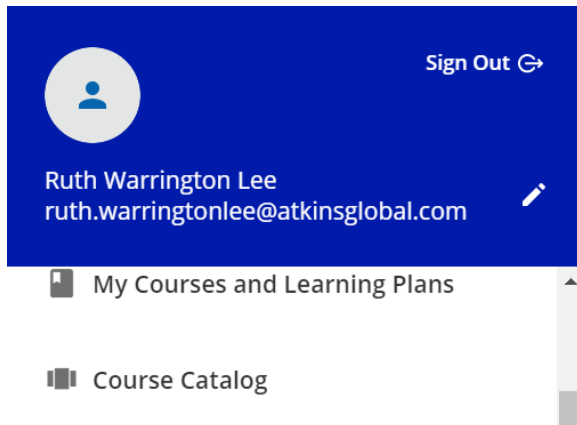 Sign Out
Ruth Warrington Lee
ruth.warringtonlee@atkinsglobal.com
My Courses and Learning Plans
Course Catalog